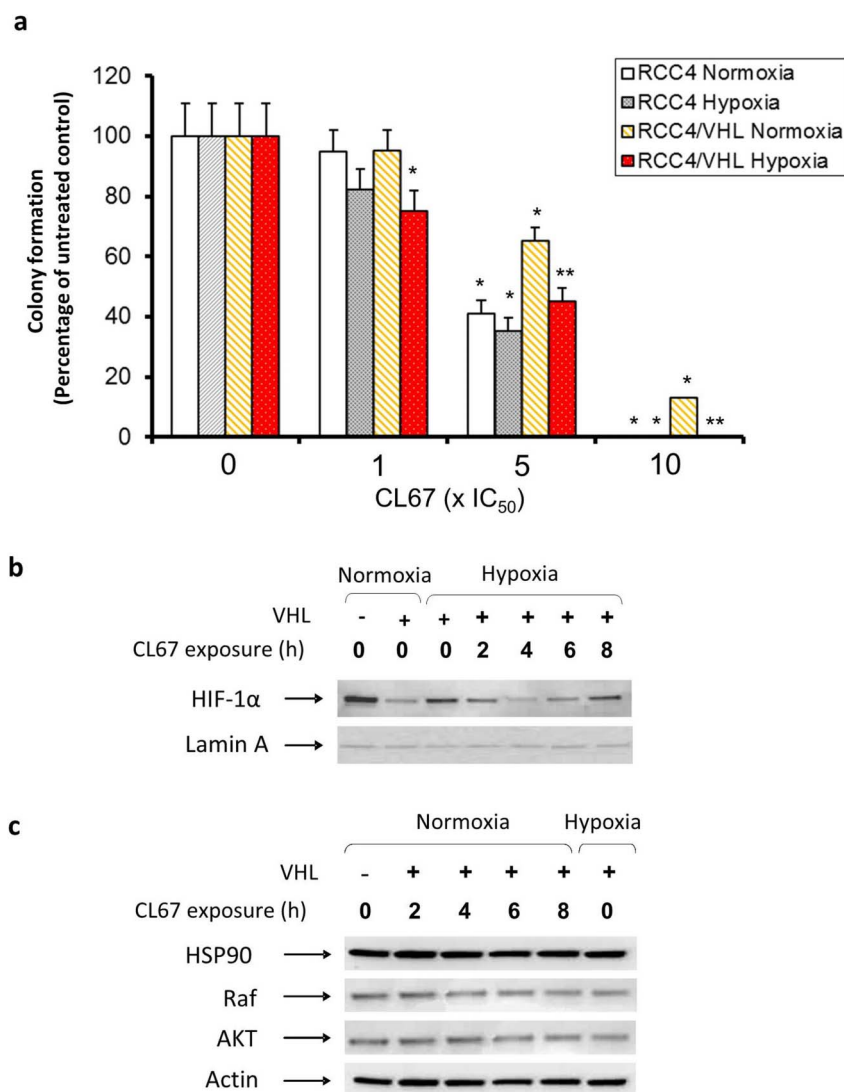 a
120
100
80
60
40
20
0
Colony formation
(Percentage of untreated control)
RCC4 Normoxia
RCC4 Hypoxia
RCC4/VHL Normoxia
RCC4/VHL Hypoxia
*
* * * **
* * * **
0 1 5 10
CL67 (x IC50)
b
Normoxia Hypoxia
VHL - + + + + + +
CL67 exposure (h) 0 0 0 2 4 6 8
HIF-1α
Lamin A
c
Normoxia Hypoxia
VHL - + + + + +
CL67 exposure (h) 0 2 4 6 8 0
HSP90
Raf
AKT
Actin